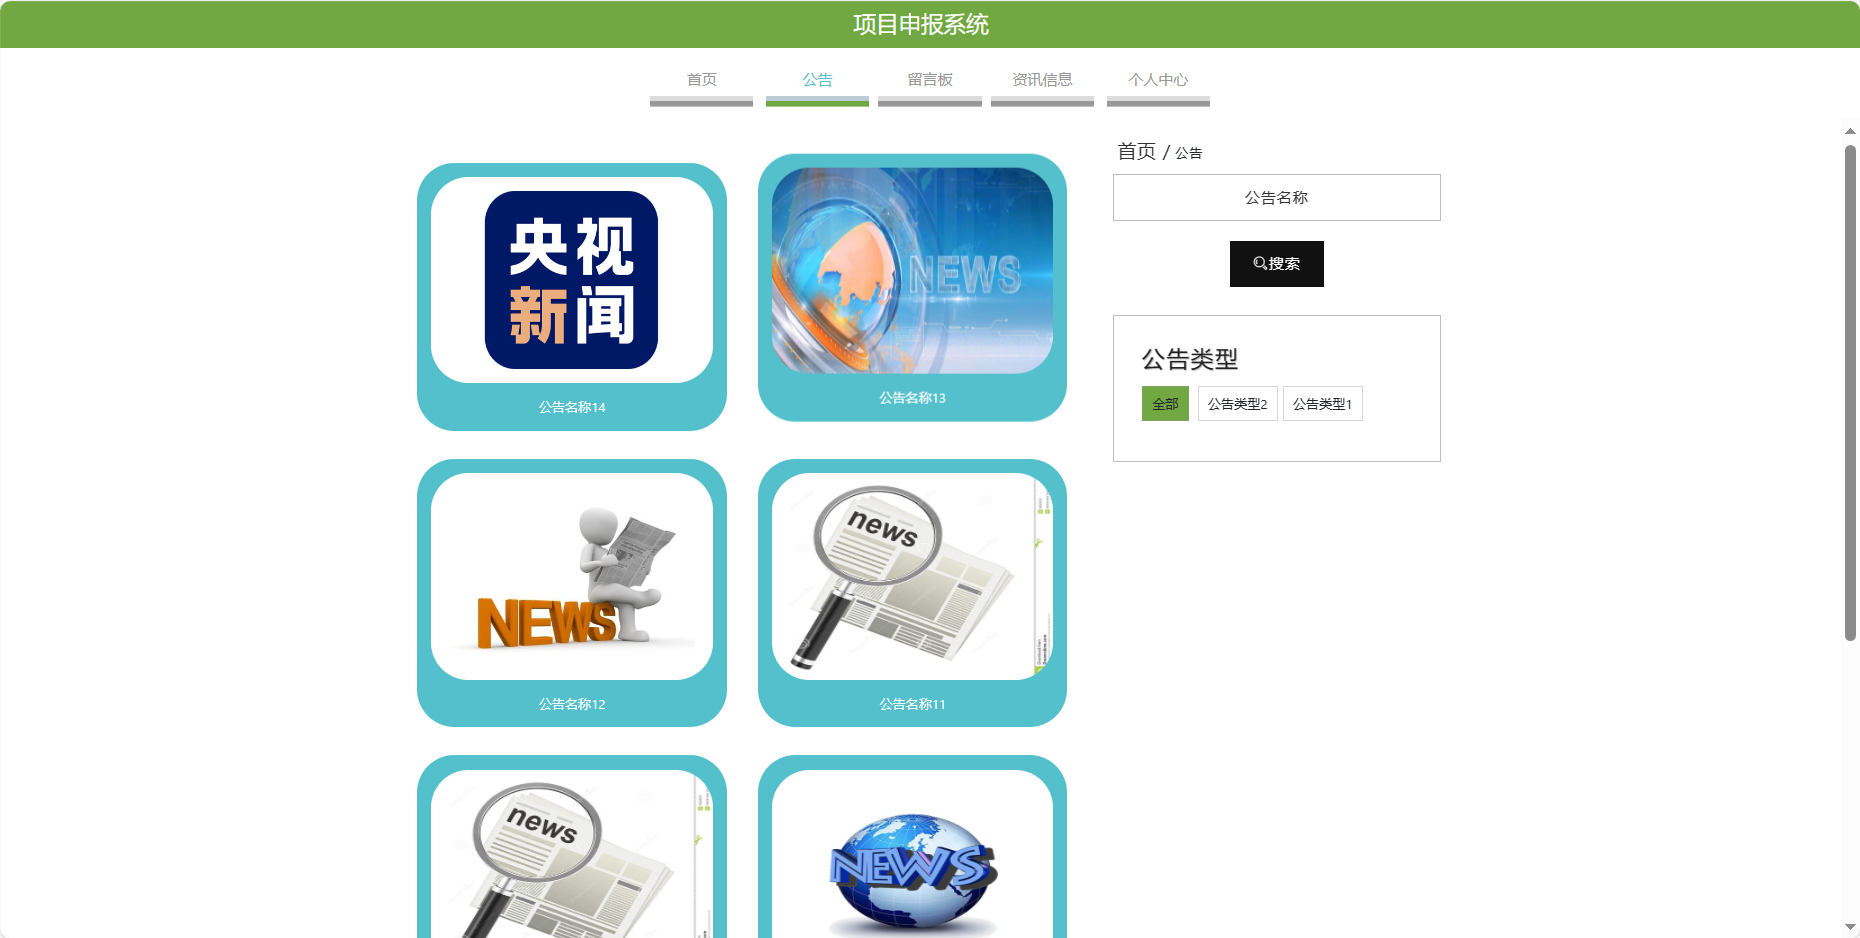 项目申报系统
首页
公告
留言板
资讯信息
个人中心
首页 / 公告
公告名称
搜索
公告类型
全部
公告类型2
公告类型1
央视
新闻
公告名称14
NEWS
公告名称13
NEWS
公告名称12
news
公告名称11
news
NEWS